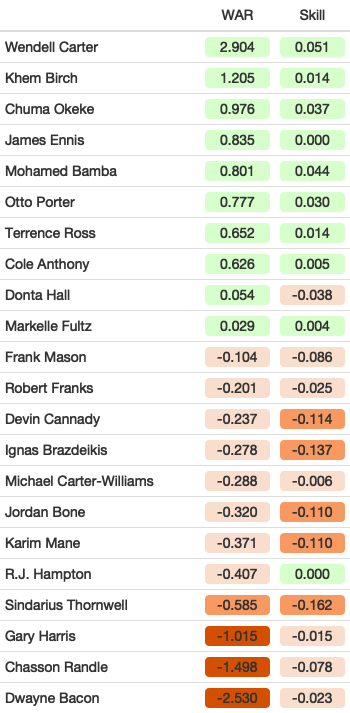 WAR Skill
Wendell Carter 2.904 0.051
Khem Birch 1.205 0.014
Chuma Okeke 0.976 0.037
James Ennis 0.835 0.000
Mohamed Bamba 0.801 0.044
Otto Porter 0.777 0.030
Terrence Ross 0.652 0.014
Cole Anthony 0.626 0.005
Donta Hall 0.054 -0.038
Markelle Fultz 0.029 0.004
Frank Mason -0.104 -0.086
Robert Franks -0.201 -0.025
Devin Cannady -0.237 -0.114
Ignas Brazdeikis -0.278 -0.137
Michael Carter-Williams -0.288 -0.006
Jordan Bone -0.320 -0.110
Karim Mane -0.371 -0.110
R.J. Hampton -0.407 0.000
Sindarius Thornwell -0.585 -0.162
Gary Harris -1.015 -0.015
Chasson Randle -1.498 -0.078
Dwayne Bacon -2.530 -0.023